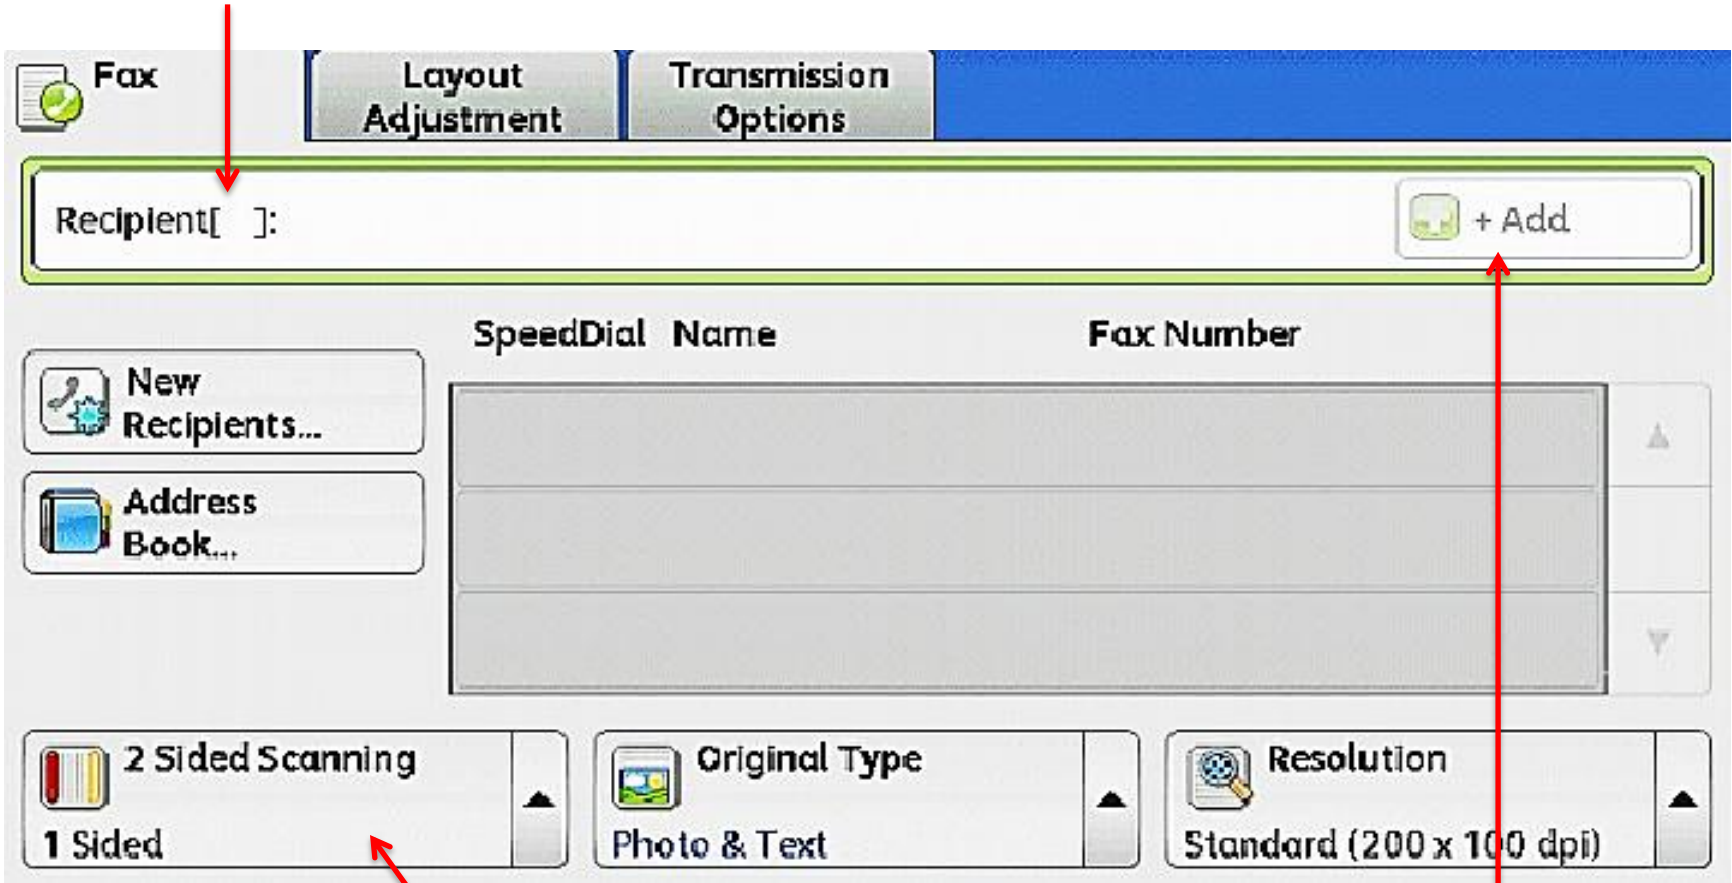 Fax
Layout
Adjustment
Transmission
Options
Recipient[  ]:
+ Add
SpeedDial Name Fax Number
New
Recipients...
Address
Book...
2 Sided Scanning
1 Sided
Original Type
Photo & Text
Resolution
Standard (200 x 100 dpi)